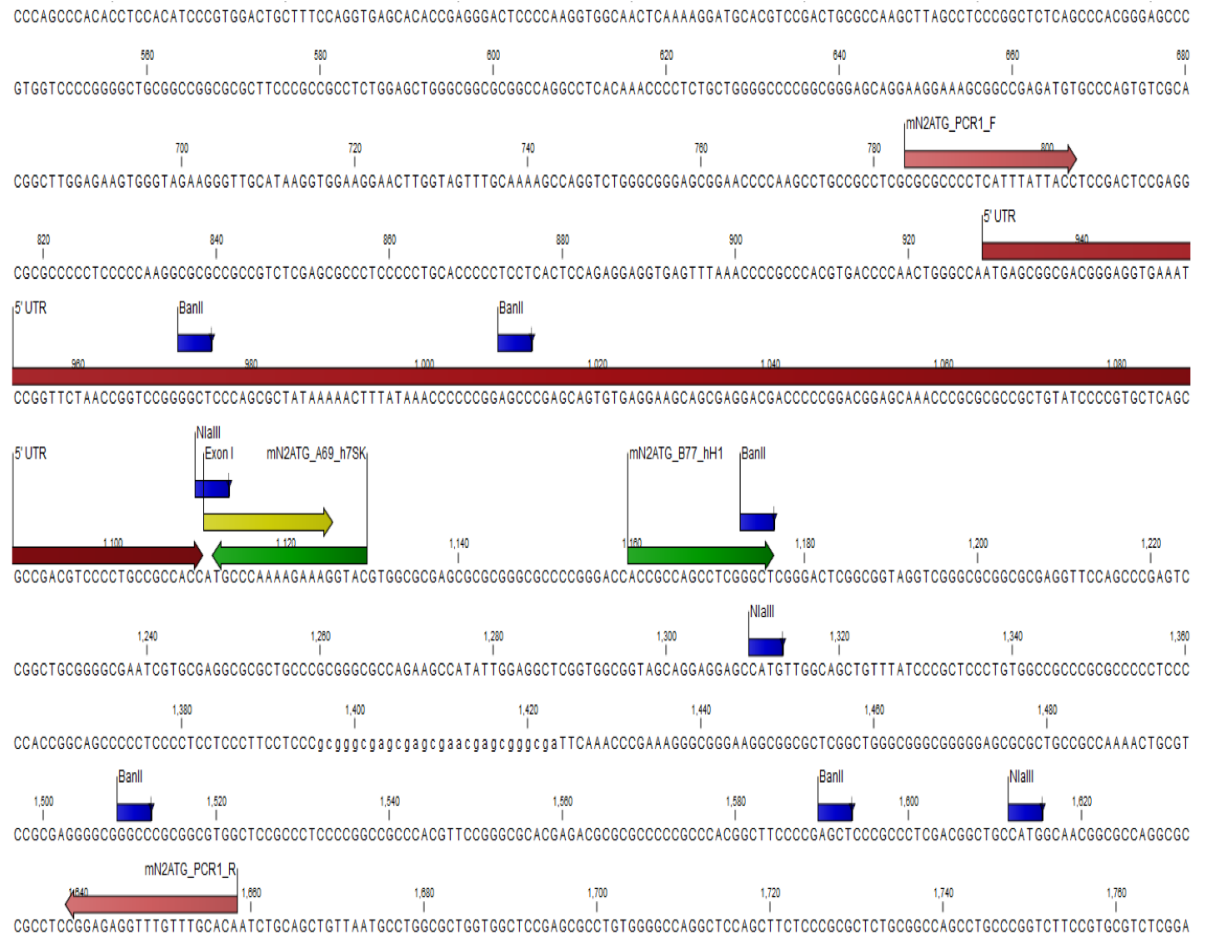 CCCAGCCCACACCTCCACATCCCGTGGACTGCTTTCCAGGTGAGCACACCGAGGGACTCCCCAAGGTGGCAACTCAAAAGGATGCACGTCCGACTGCGCCAAGCTTAGCCTCCCGGCTCTCAGCCCACGGGAGCCC
560 580 600 620 640 660 680
GTGGTCCCCGGGGCTGCGGCCGGCGCGCTTCCCGCCGCCTCTGGAGCTGGGCGGCGCGGCCAGGCCTCACAAACCCCTCTGCTGGGGCCCCGGCGGGAGCAGGAAGGAAAGCGGCCGAGATGTGCCCAGTGTCGCA
mN2ATG_PCR1_F
700 720 740 760 780 800
CGGCTTGGAGAAGTGGGTAGAAGGGTTGCATAAGGTGGAAGGAACTTGGTAGTTTGCAAAAGCCAGGTCTGGGCGGGAGCGGAACCCCAAGCCTGCCGCCTCGCGCGCCCCTCATTTATTACCTCCGACTCCGAGG
5' UTR
820 840 860 880 900 920 940
CGCGCCCCCTCCCCCAAGGCGCGCCGCCGTCTCGAGCGCCCTCCCCCTGCACCCCCTCCTCACTCCAGAGGAGGTGAGTTTAAACCCCGCCCACGTGACCCCAACTGGGCCAATGAGCGGCGACGGGAGGTGAAAT
5' UTR BanII BanII
960 980 1,000 1,020 1,040 1,060 1,080
CCGGTTCTAACCGGTCCGGGGCTCCCAGCGCTATAAAAACTTTATAAACCCCCCGGAGCCCGAGCAGTGTGAGGAAGCAGCGAGGACGACCCCCGGACGGAGCAAACCCGCGCGCCGCTGTATCCCCGTGCTCAGC
NlaIII
5' UTR Exon I mN2ATG_A69_h7SK mN2ATG_B77_hH1 BanII
1,100 1,120 1,140 1,160 1,180 1,200 1,220
GCCGACGTCCCCTGCCGCCACCATGCCCAAAAGAAAGGTACGTGGCGCGAGCGCGCGGGCGCCCCGGGACCACCGCCAGCCTCGGGCTCGGGACTCGGCGGTAGGTCGGGCGCGGCGCGAGGTTCCAGCCCGAGTC
NlaIII
1,240 1,260 1,280 1,300 1,320 1,340 1,360
CGGCTGCGGGGCGAATCGTGCGAGGCGCGCTGCCCGCGGGCGCCAGAAGCCATATTGGAGGCTCGGTGGCGGTAGCAGGAGGAGCCATGTTGGCAGCTGTTTATCCCGCTCCCTGTGGCCGCCCGCGCCCCCTCCC
1,380 1,400 1,420 1,440 1,460 1,480
CCACCGGCAGCCCCCTCCCCTCCTCCCTTCCTCCCgcgggcgagcgagcgaacgagcgggcgaTTCAAACCCGAAAGGGCGGGAAGGCGGCGCTCGGCTGGGCGGGCGGGGGAGCGCGCTGCCGCCAAAACTGCGT
BanII BanII NlaIII
1,500 1,520 1,540 1,560 1,580 1,600 1,620
CCGCGAGGGGCGGGCCCGCGGCGTGGCTCCGCCCTCCCCGGCCGCCCACGTTCCGGGCGCACGAGACGCGCGCCCCCGCCCACGGCTTCCCCGAGCTCCCGCCCTCGACGGCTGCCATGGCAACGGCGCCAGGCGC
mN2ATG_PCR1_R
1,640 1,660 1,680 1,700 1,720 1,740 1,760
CGCCTCCGGAGAGGTTTGTTTGCACAATCTGCAGCTGTTAATGCCTGGCGCTGGTGGCTCCGAGCGCCTGTGGGGCCAGGCTCCAGCTTCTCCCGCGCTCTGCGGCCAGCCTGCCCGGTCTTCCGTGCGTCTCGGA